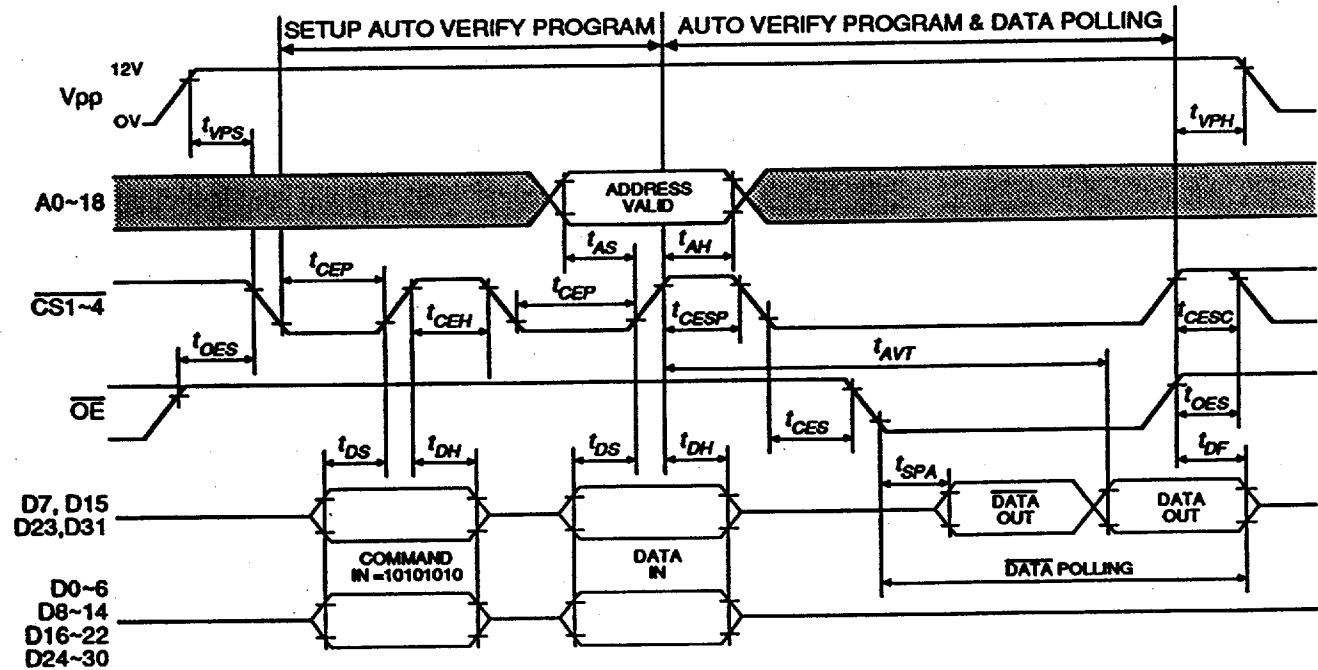 SETUP AUTO VERIFY PROGRAM
AUTO VERIFY PROGRAM & DATA POLLING
12V
Vpp
OV
tVPS
tVPH
A0~18
ADDRESS
VALID
tAS
tAH
tCEP
tCEP
CS1~4
tCEH
tCESP
tCESC
tOES
tAVT
OE
tCES
tOES
tDS
tDH
tDS
tDH
tSPA
tDF
D7, D15
D23,D31
DATA
OUT
DATA
OUT
COMMAND
IN =10101010
DATA
IN
DATA POLLING
D0~6
D8~14
D16~22
D24~30